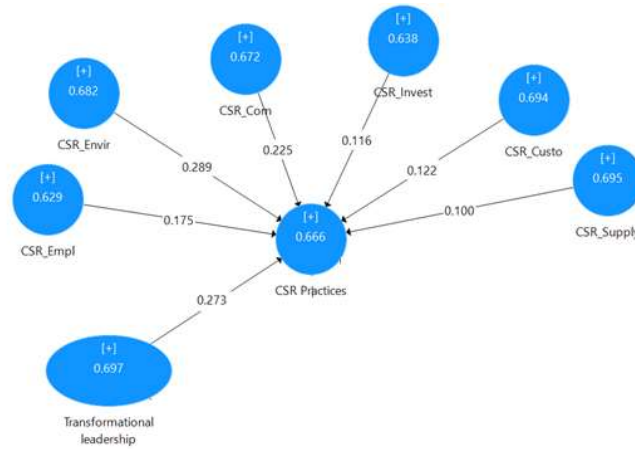 [+]
0.638
CSR_Invest
[+]
0.672
CSR_Com
[+]
0.682
CSR_Envir
[+]
0.694
CSR_Custo
[+]
0.695
CSR_Supply
[+]
0.629
CSR_Empl
0.289
0.225
0.116
0.122
0.100
0.175
[+]
0.666
CSR Practices
0.273
[+]
0.697
Transformational
leadership